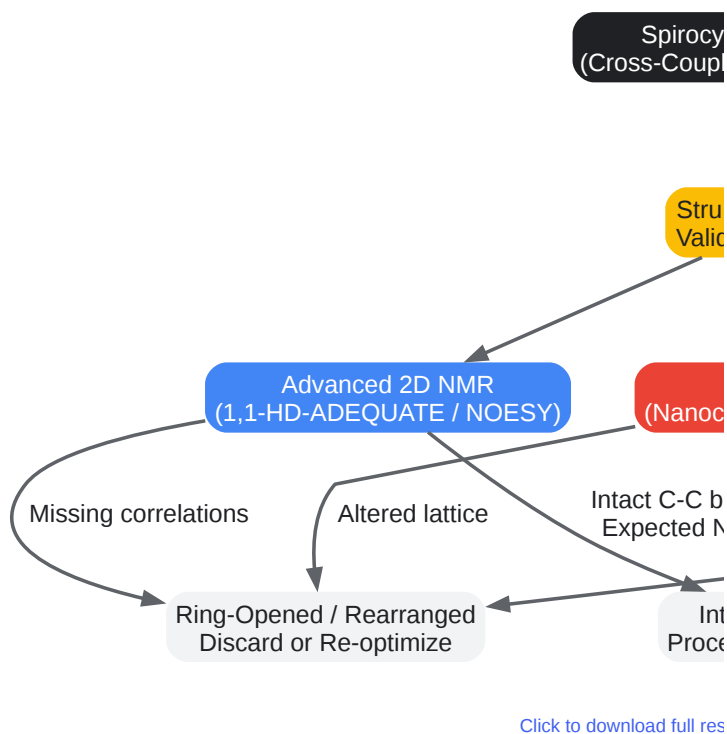 Spirocy
(Cross-Coupl
Stru
Valid
Advanced 2D NMR
(1,1-HD-ADEQUATE / NOESY)
(Nanoc
Missing correlations
Altered lattice
Intact C-C b
Expected N
Ring-Opened / Rearranged
Discard or Re-optimize
Int
Proce
Click to download full res